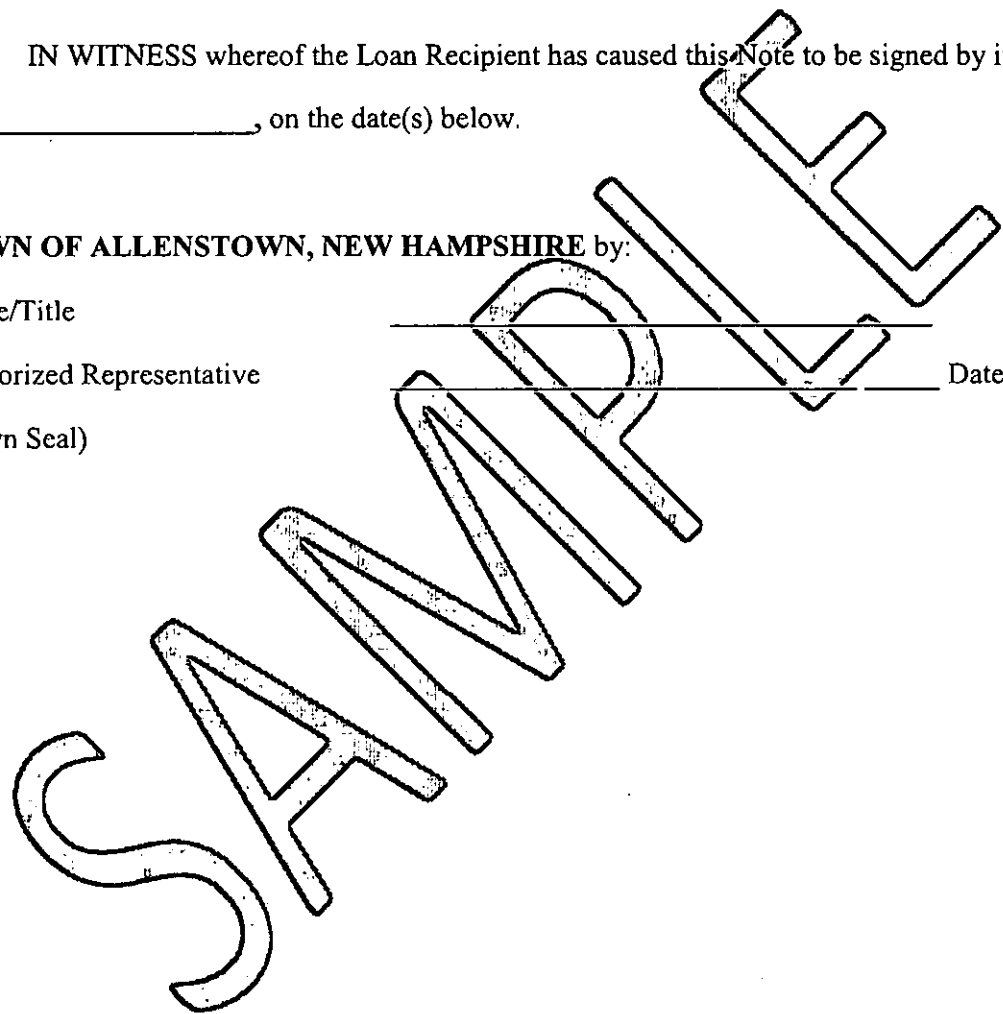 IN WITNESS whereof the Loan Recipient has caused this Note to be signed by i
, on the date(s) below.
WN OF ALLENSTOWN, NEW HAMPSHIRE by:
e/Title
orized Representative Date
n Seal)
SAMPLE